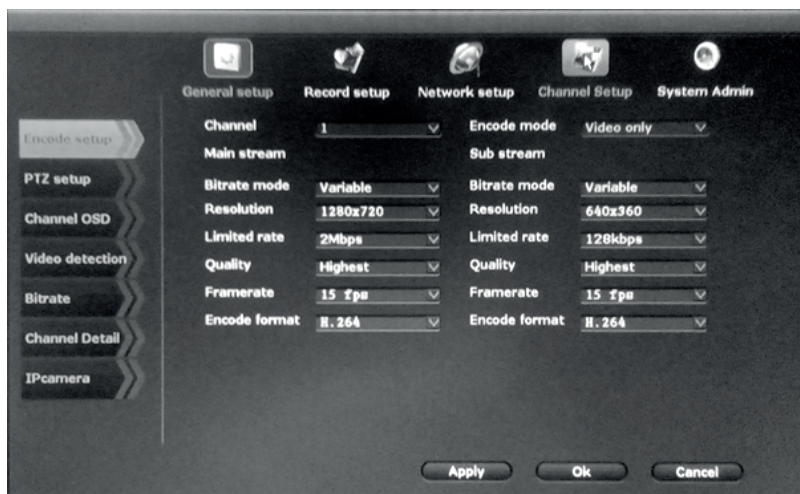 General setup Record setup Network setup Channel Setup System Admin
Encode setup
PTZ setup
Channel OSD
Video detection
Bitrate
Channel Detail
IPcamera
Channel 1 Encode mode Video only
Main stream Sub stream
Bitrate mode Variable Bitrate mode Variable
Resolution 1280x720 Resolution 640x360
Limited rate 2Mbps Limited rate 128kbps
Quality Highest Quality Highest
Framerate 15 fps Framerate 15 fps
Encode format H.264 Encode format H.264
Apply Ok Cancel